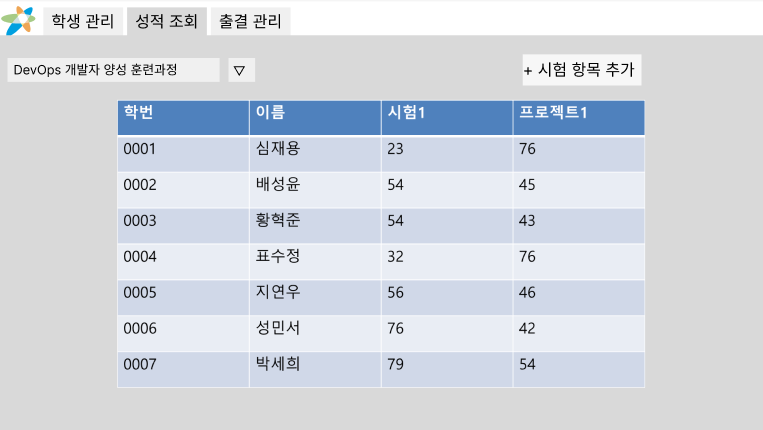 학생 관리 성적 조회 출결 관리
DevOps 개발자 양성 훈련과정 ▽ + 시험 항목 추가
학번 이름 시험1 프로젝트1
0001 심재용 23 76
0002 배성윤 54 45
0003 황혁준 54 43
0004 표수정 32 76
0005 지연우 56 46
0006 성민서 76 42
0007 박세희 79 54